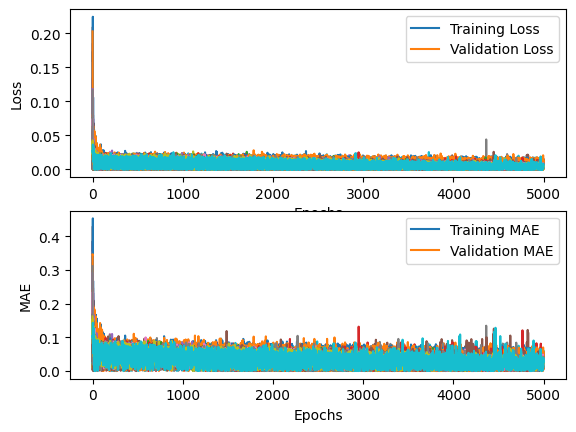 0.20
0.15
0.10
0.05
0.00
Loss
Training Loss
Validation Loss
0
1000
2000
3000
4000
5000
Epochs
0.4
0.3
0.2
0.1
0.0
MAE
Training MAE
Validation MAE
0
1000
2000
3000
4000
5000
Epochs